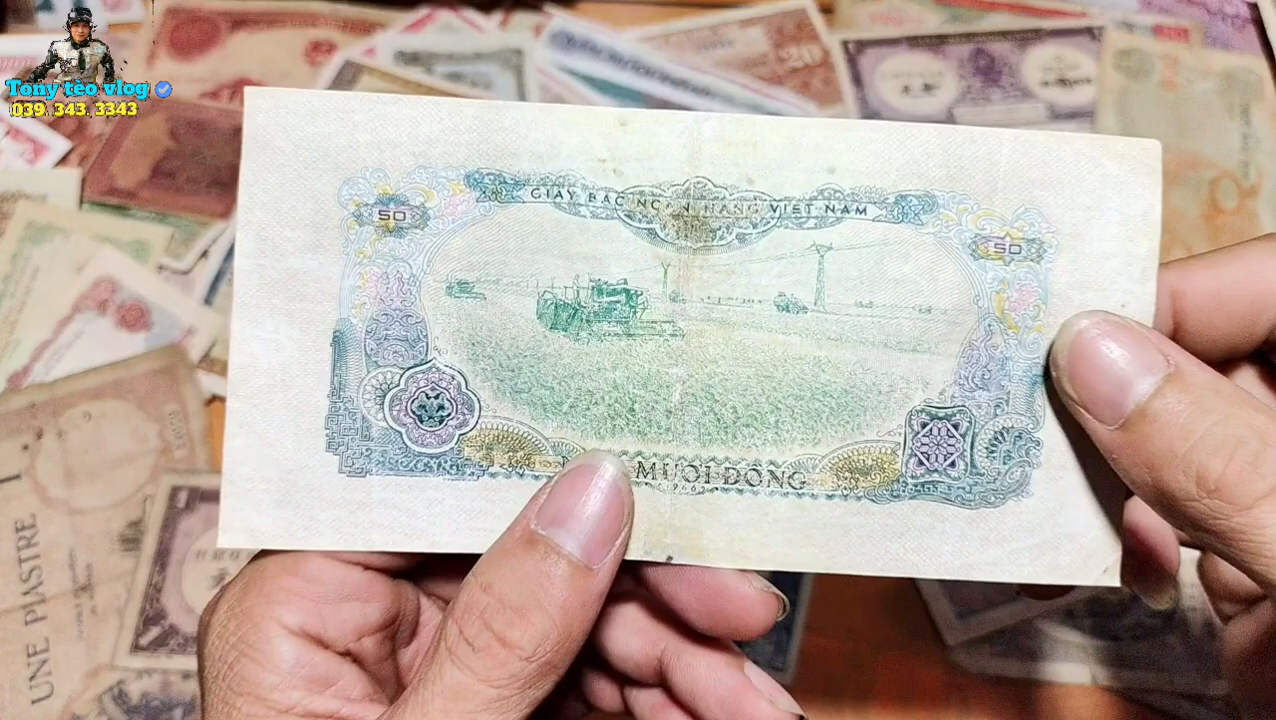 Tony tèo vlog
039. 343. 3343
GIẤY BẠC NGÂN HÀNG VIỆT NAM
50
50
MƯƠI ĐỒNG
20
UNE PIASTRE